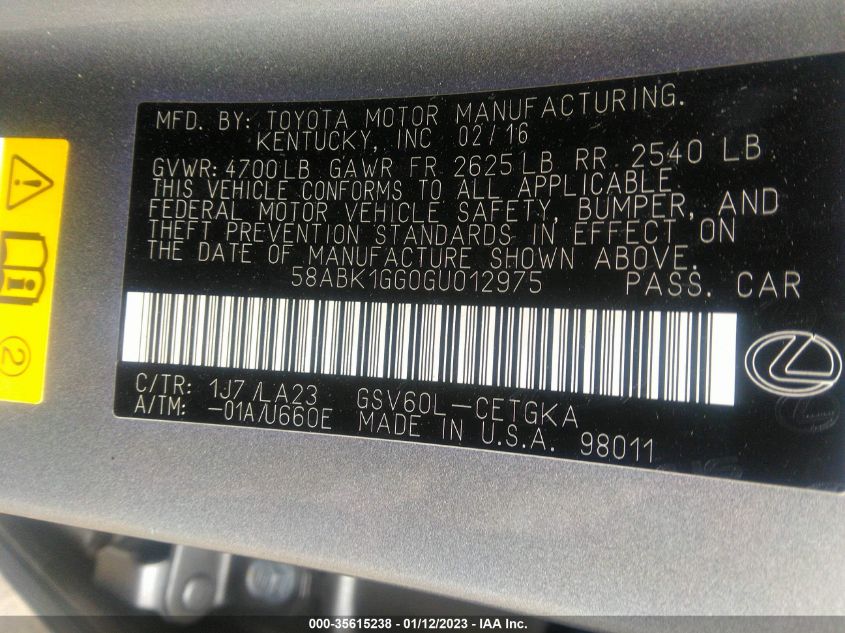 MFD. BY: TOYOTA MOTOR MANUFACTURING.
KENTUCKY, INC 02/16
GVWR: 4700LB GAWR FR 2625LB RR 2540 LB
THIS VEHICLE CONFORMS TO ALL APPLICABLE
FEDERAL MOTOR VEHICLE SAFETY, BUMPER, AND
THEFT PREVENTION STANDARDS IN EFFECT ON
THE DATE OF MANUFACTURE SHOWN ABOVE.
58ABK1GG0GU012975 PASS. CAR
C/TR: 1J7/LA23 GSV60L-CETGKA
A/TM: -01A/U660E MADE IN U.S.A. 98011
2
000-35615238 - 01/12/2023 - IAA Inc.